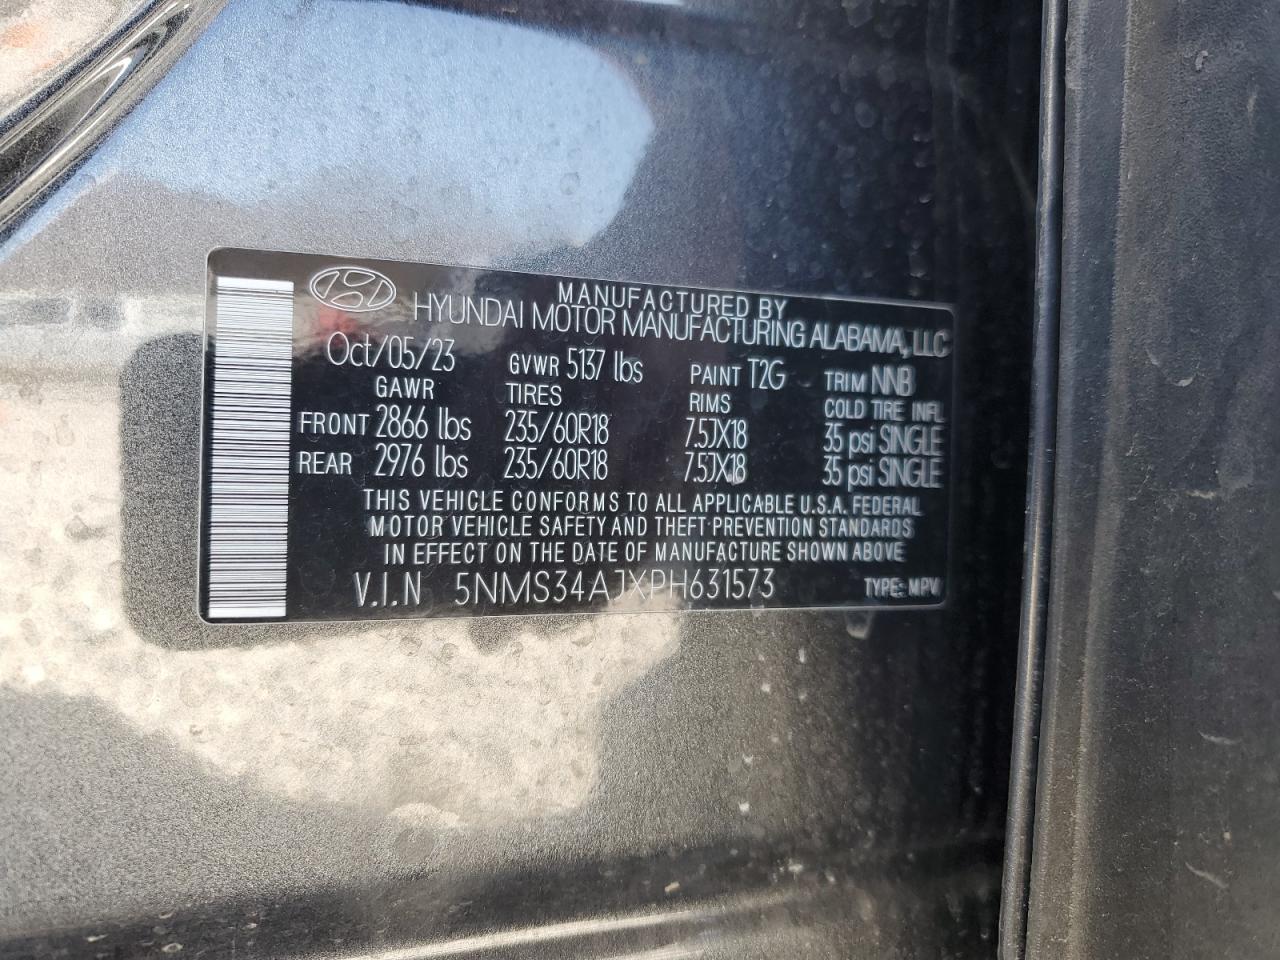 MANUFACTURED BY
HYUNDAI MOTOR MANUFACTURING ALABAMA, LLC
Oct/05/23 GVWR 5137 lbs PAINT T2G TRIM NNB
GAWR TIRES RIMS COLD TIRE INFL
FRONT 2866 lbs 235/60R18 7.5JX18 35 psi SINGLE
REAR 2976 lbs 235/60R18 7.5JX18 35 psi SINGLE
THIS VEHICLE CONFORMS TO ALL APPLICABLE U.S.A. FEDERAL
MOTOR VEHICLE SAFETY AND THEFT PREVENTION STANDARDS
IN EFFECT ON THE DATE OF MANUFACTURE SHOWN ABOVE
V.I.N 5NMS34AJXPH631573 TYPE: MPV